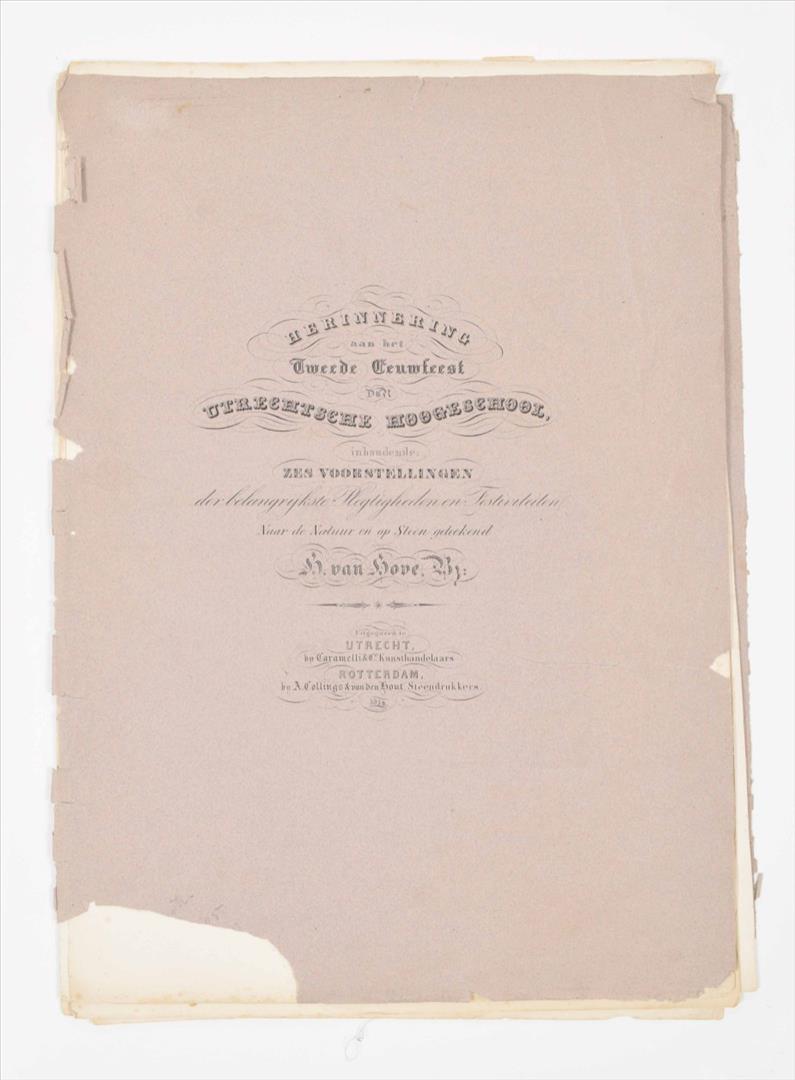 HERINNERING
aan het
Tweede Eeuwfeest
Der
UTRECHTSCHE HOOGESCHOOL,
inhoudende:
ZES VOORSTELLINGEN
der belangrykste Plegtigheden en Festiviteiten
Naar de Natuur en op Steen geteekend
H. van Hove, Bz:
Uitgegeven te
UTRECHT,
by Caramelli & Co. Kunsthandelaars
ROTTERDAM,
by A. Collings & van den Hout Steendrukkers.